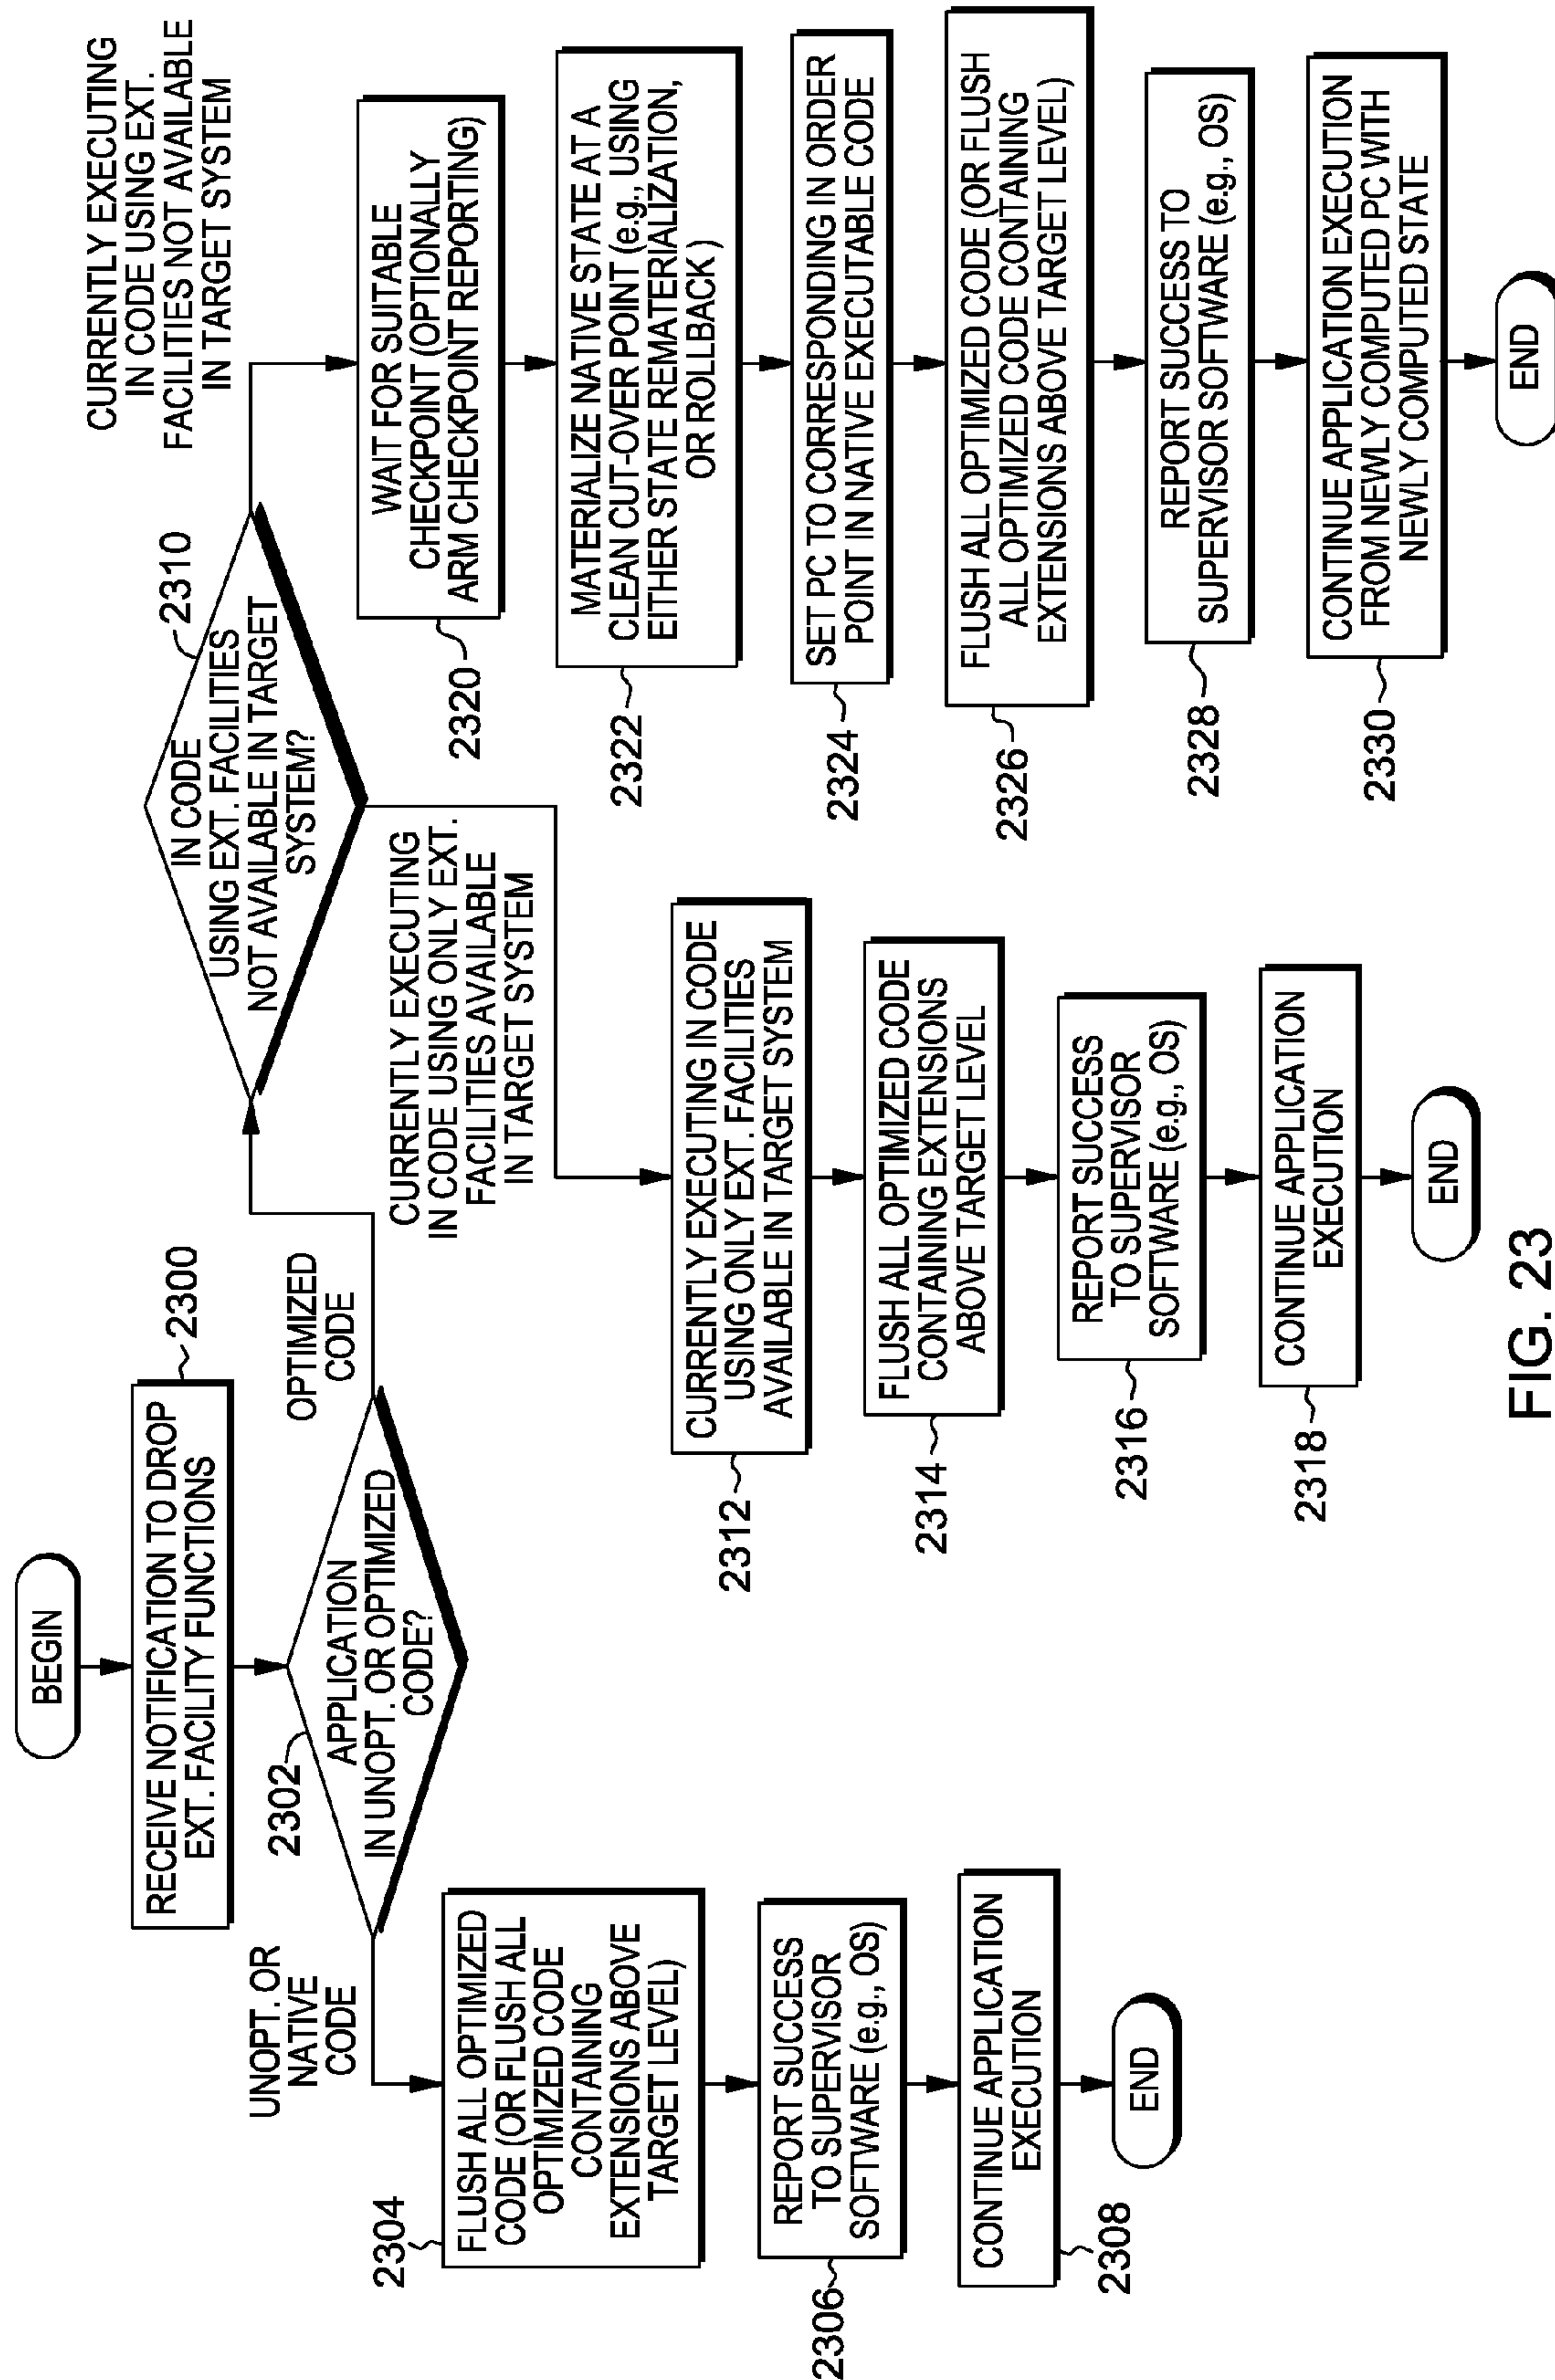 BEGIN
RECEIVE NOTIFICATION TO DROP
EXT. FACILITY FUNCTIONS
2300
APPLICATION
IN UNOPT. OR OPTIMIZED
CODE?
2302
UNOPT. OR
NATIVE
CODE
OPTIMIZED
CODE
FLUSH ALL OPTIMIZED
CODE (OR FLUSH ALL
OPTIMIZED CODE
CONTAINING
EXTENSIONS ABOVE
TARGET LEVEL)
2304
REPORT SUCCESS
TO SUPERVISOR
SOFTWARE (e.g., OS)
2306
CONTINUE APPLICATION
EXECUTION
2308
END
IN CODE
USING EXT. FACILITIES
NOT AVAILABLE IN TARGET
SYSTEM?
2310
CURRENTLY EXECUTING
IN CODE USING ONLY EXT.
FACILITIES AVAILABLE
IN TARGET SYSTEM
CURRENTLY EXECUTING IN CODE
USING ONLY EXT. FACILITIES
AVAILABLE IN TARGET SYSTEM
2312
FLUSH ALL OPTIMIZED CODE
CONTAINING EXTENSIONS
ABOVE TARGET LEVEL
2314
REPORT SUCCESS
TO SUPERVISOR
SOFTWARE (e.g., OS)
2316
CONTINUE APPLICATION
EXECUTION
2318
END
CURRENTLY EXECUTING
IN CODE USING EXT.
FACILITIES NOT AVAILABLE
IN TARGET SYSTEM
WAIT FOR SUITABLE
CHECKPOINT (OPTIONALLY
ARM CHECKPOINT REPORTING)
2320
MATERIALIZE NATIVE STATE AT A
CLEAN CUT-OVER POINT (e.g., USING
EITHER STATE REMATERIALIZATION,
OR ROLLBACK )
2322
SET PC TO CORRESPONDING IN ORDER
POINT IN NATIVE EXECUTABLE CODE
2324
FLUSH ALL OPTIMIZED CODE (OR FLUSH
ALL OPTIMIZED CODE CONTAINING
EXTENSIONS ABOVE TARGET LEVEL)
2326
REPORT SUCCESS TO
SUPERVISOR SOFTWARE (e.g., OS)
2328
CONTINUE APPLICATION EXECUTION
FROM NEWLY COMPUTED PC WITH
NEWLY COMPUTED STATE
2330
END
FIG. 23